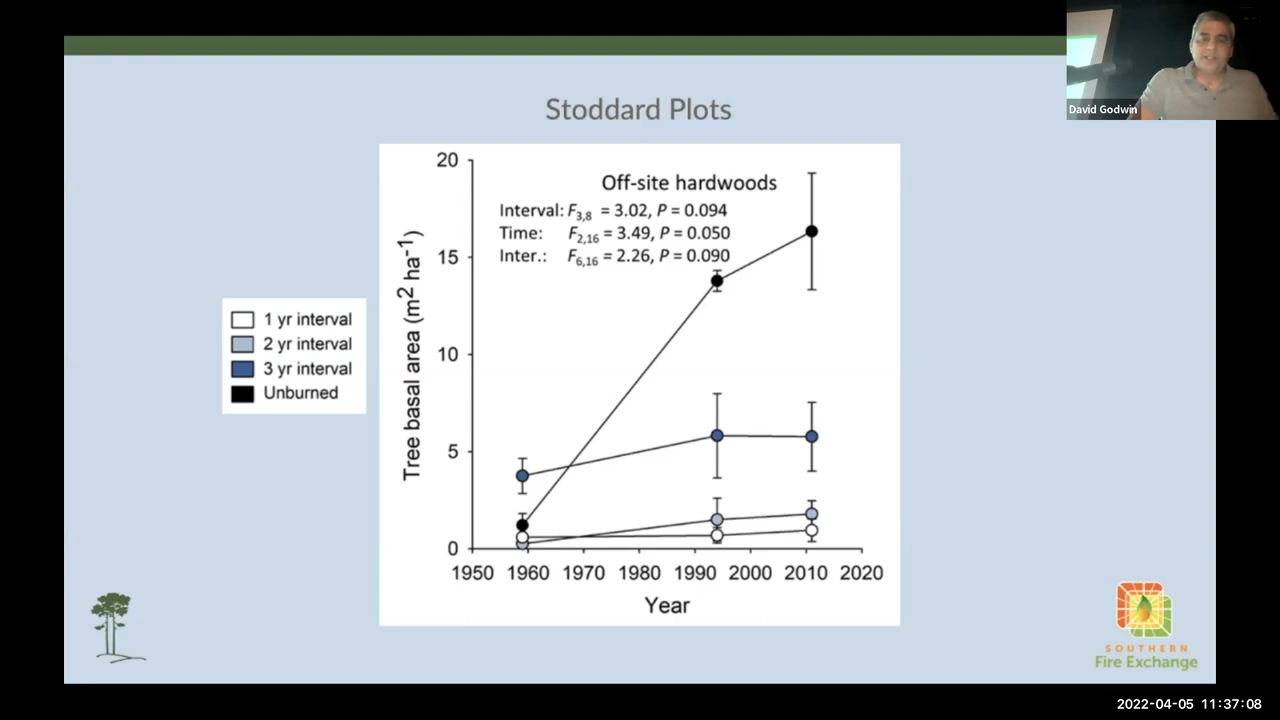 David Godwin
Stoddard Plots
Off-site hardwoods
Interval: F3,8 = 3.02, P = 0.094
Time: F2,16 = 3.49, P = 0.050
Inter.: F6,16 = 2.26, P = 0.090
1 yr interval
2 yr interval
3 yr interval
Unburned
Tree basal area (m2 ha-1)
20
15
10
5
0
1950 1960 1970 1980 1990 2000 2010 2020
Year
SOUTHERN
Fire Exchange
2022-04-05 11:37:08